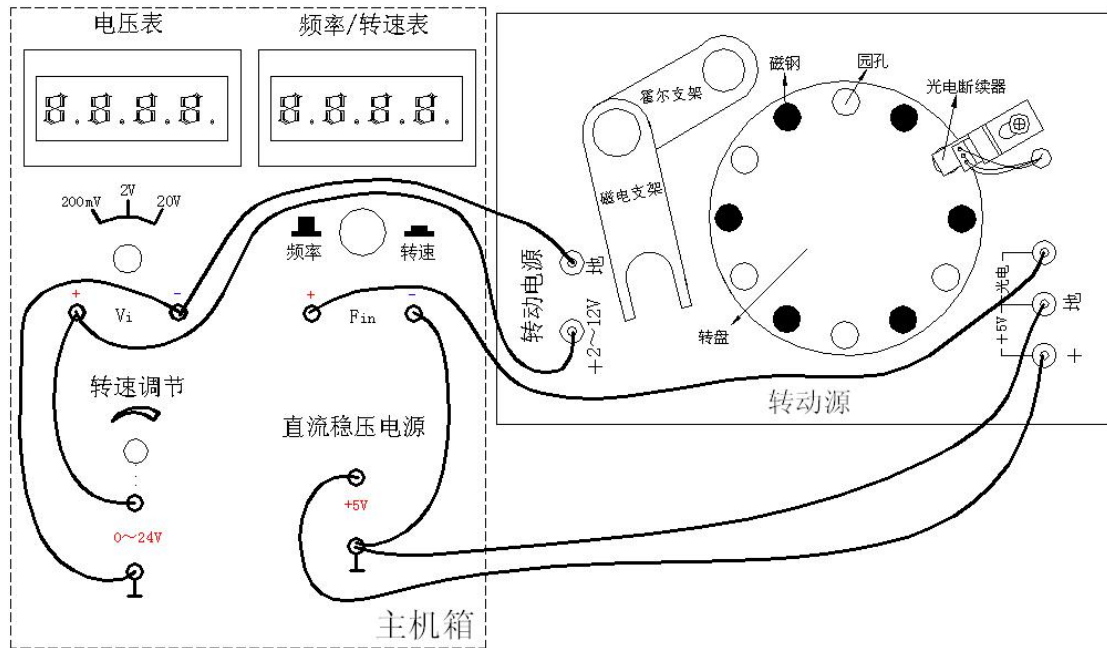 电压表
频率/转速表
8.8.8.8.
8.8.8.8.
200mV
2V
20V
频率
转速
+
Vi
-
+
Fin
-
转速调节
0～24V
直流稳压电源
+5V
主机箱
霍尔支架
磁电支架
磁钢
园孔
光电断续器
转盘
转动电源
地
+2～12V
+5V
光电
地
+
转动源